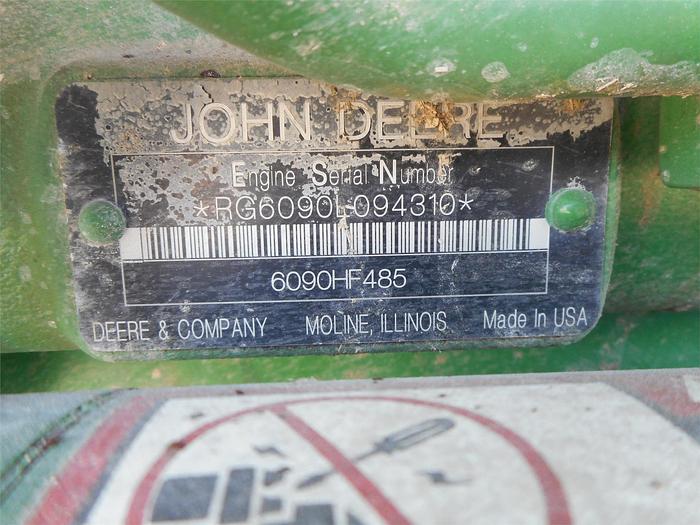 JOHN DEERE
Engine Serial Number
*RG6090L094310*
6090HF485
DEERE & COMPANY MOLINE, ILLINOIS Made In USA